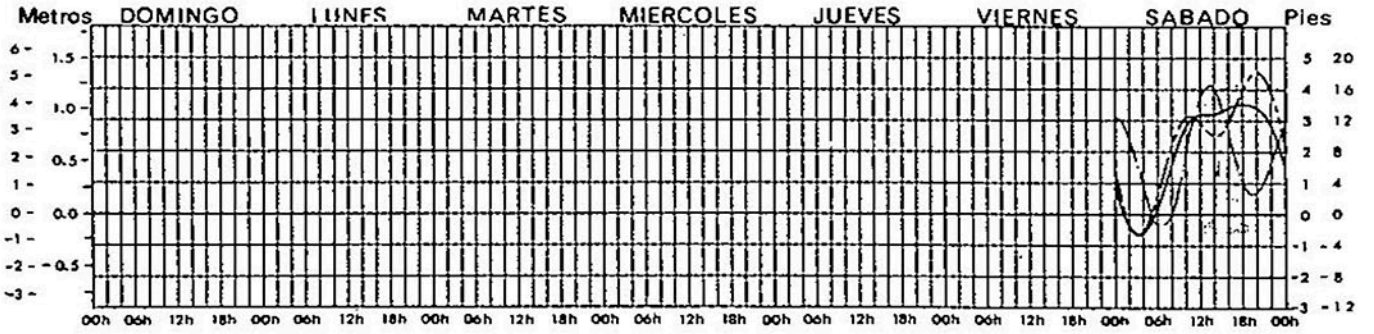 Metros DOMINGO LUNES MARTES MIERCOLES JUEVES VIERNES SABADO Pies
6- 1.5- 5 20
5-
4- 1.0- 4 16
3- 3 12
2- 0.5- 2 8
1- 1 4
0- 0.0- 0 0
-1- -1 -4
-2- -0.5- -2 -8
-3- -3 -12
00h 06h 12h 18h 00h 06h 12h 18h 00h 06h 12h 18h 00h 06h 12h 18h 00h 06h 12h 18h 00h 06h 12h 18h 00h 06h 12h 18h 00h